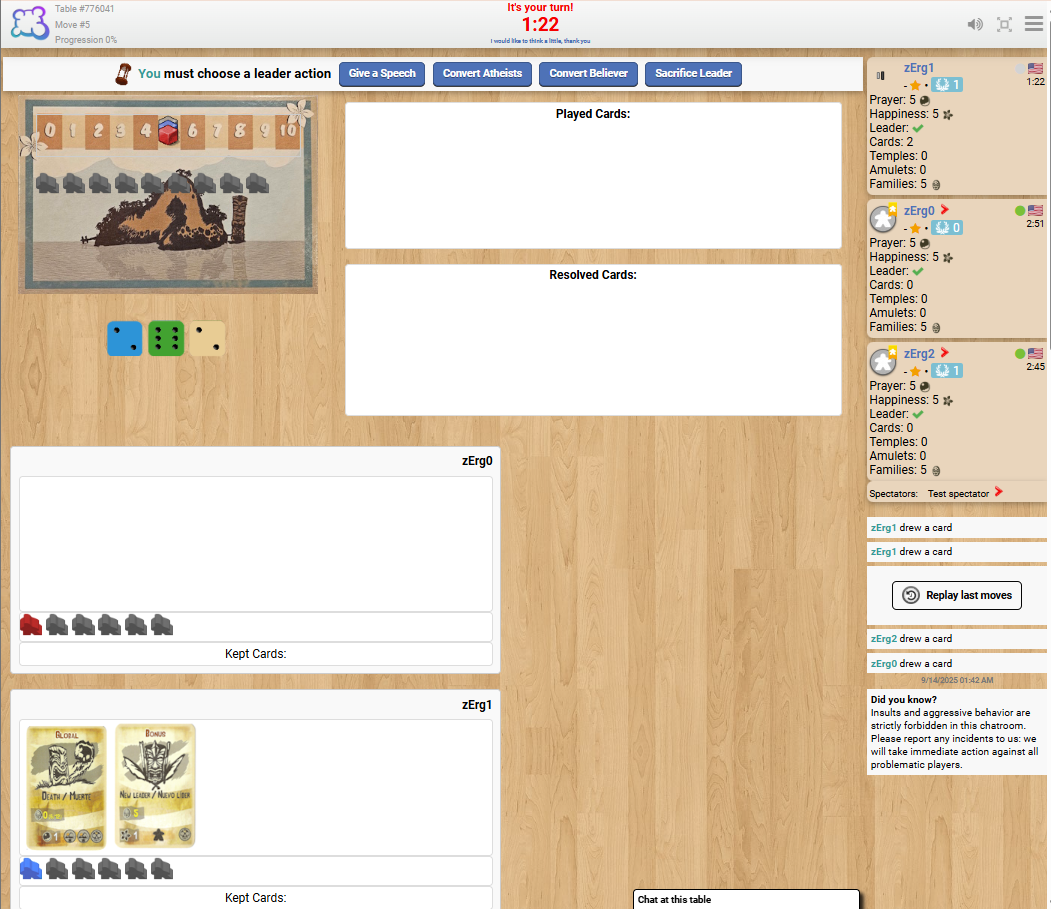 Table #776041
Move #5
Progression 0%
It's your turn!
1:22
I would like to think a little, thank you
You must choose a leader action
Give a Speech
Convert Atheists
Convert Believer
Sacrifice Leader
0 1 2 3 4 6 7 8 9 10
Played Cards:
Resolved Cards:
zErg0
Kept Cards:
zErg1
GLOBAL
DEATH / MUERTE
BONUS
NEW LEADER / NUEVO LÍDER
5
1
1
Kept Cards:
zErg1
- • 1
1:22
Prayer: 5
Happiness: 5
Leader:
Cards: 2
Temples: 0
Amulets: 0
Families: 5
zErg0
- • 0
2:51
Prayer: 5
Happiness: 5
Leader:
Cards: 0
Temples: 0
Amulets: 0
Families: 5
zErg2
- • 1
2:45
Prayer: 5
Happiness: 5
Leader:
Cards: 0
Temples: 0
Amulets: 0
Families: 5
Spectators: Test spectator
zErg1 drew a card
zErg1 drew a card
Replay last moves
zErg2 drew a card
zErg0 drew a card
9/14/2025 01:42 AM
Did you know?
Insults and aggressive behavior are
strictly forbidden in this chatroom.
Please report any incidents to us: we
will take immediate action against all
problematic players.
Chat at this table